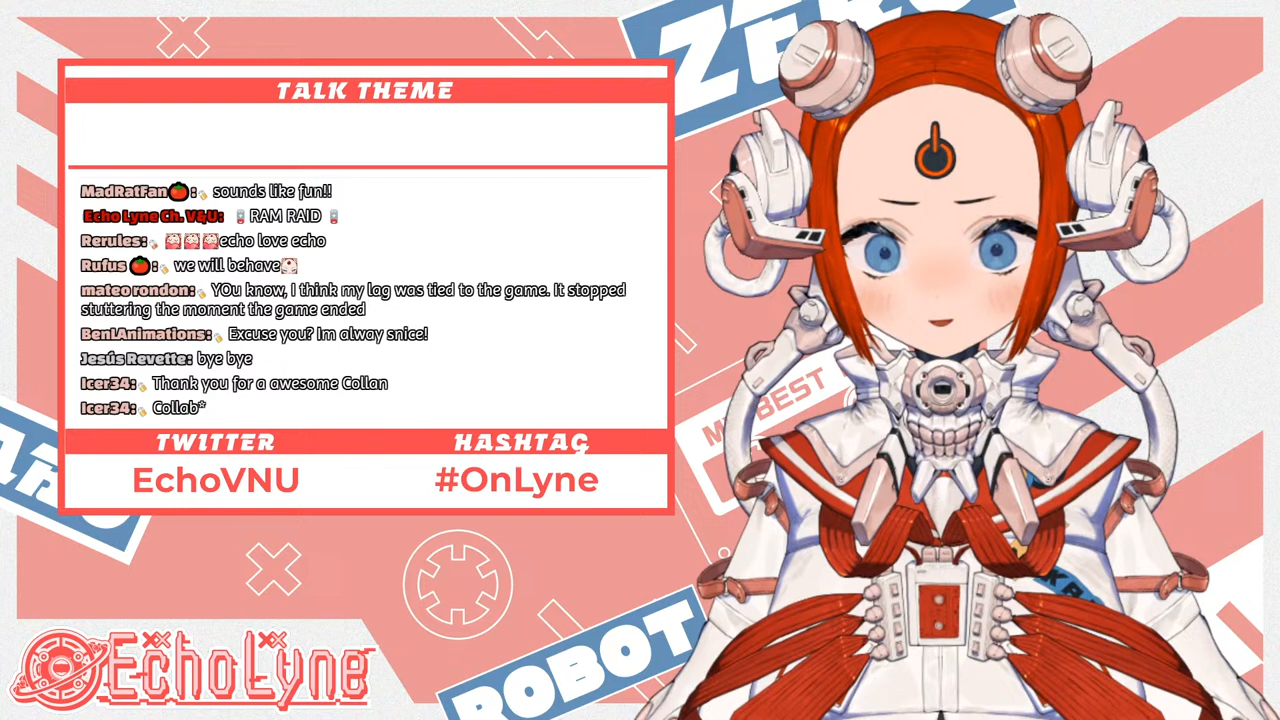 ZERO
TALK THEME
MadRatFan🍅: sounds like fun!!
Echo Lyne Ch. V&U: RAM RAID
Rerules: echo love echo
Rufus🍅: we will behave
mateo rondon: YOu know, I think my lag was tied to the game. It stopped
stuttering the moment the game ended
BenLAnimations: Excuse you? Im alway snice!
Jesús Revette: bye bye
Icer34: Thank you for a awesome Collan
Icer34: Collab*
TWITTER HASHTAG
EchoVNU #OnLyne
BEST
ROBOT
Echo Lyne